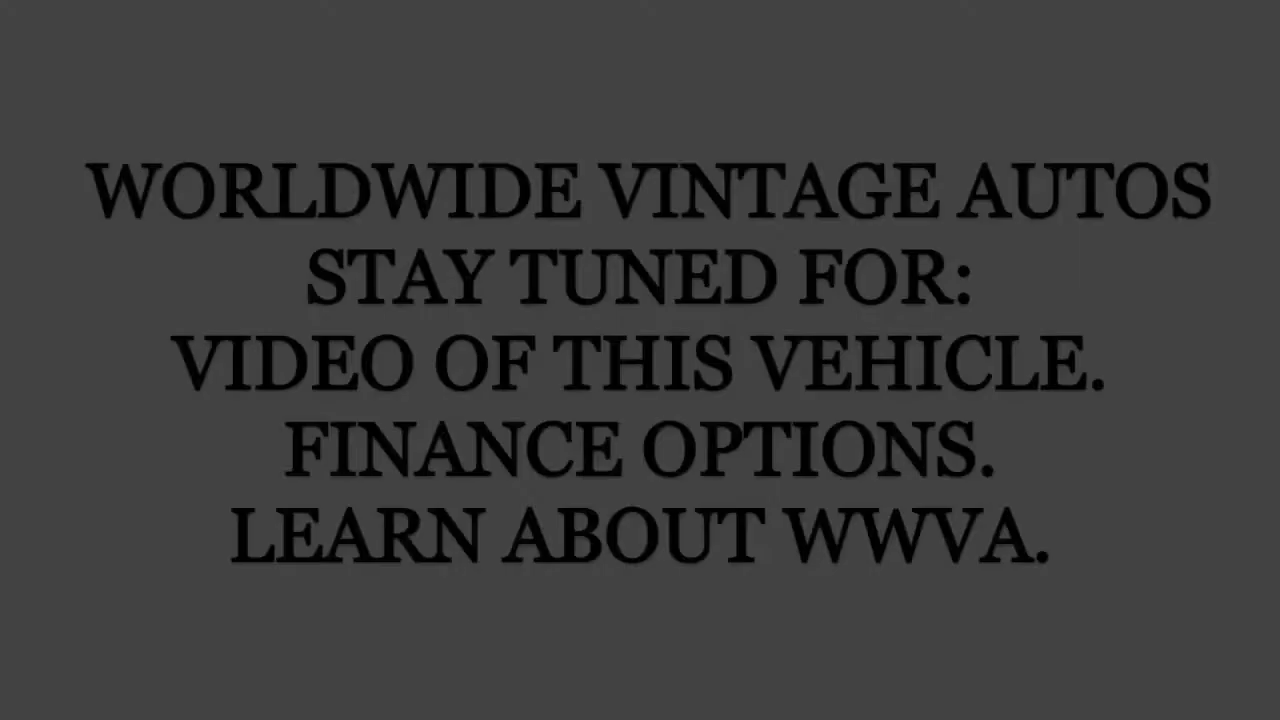 WORLDWIDE VINTAGE AUTOS
STAY TUNED FOR:
VIDEO OF THIS VEHICLE.
FINANCE OPTIONS.
LEARN ABOUT WWVA.